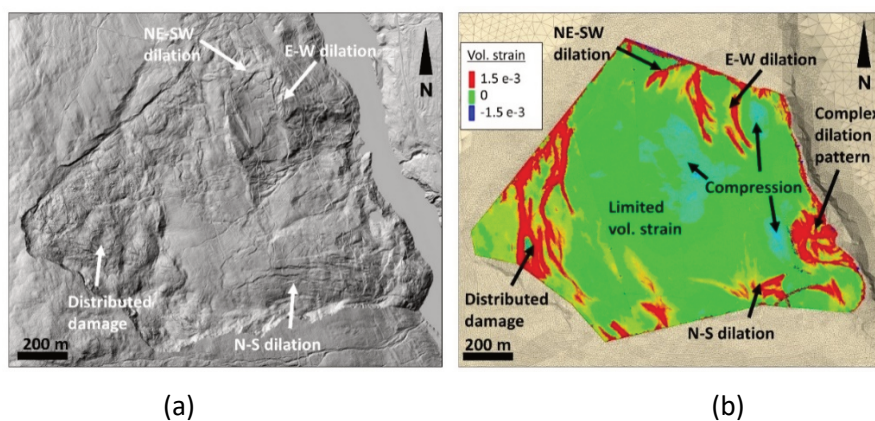 NE-SW
dilation
E-W dilation
N
Distributed
damage
N-S dilation
200 m
(a)
Vol. strain
1.5 e-3
0
-1.5 e-3
NE-SW
dilation
E-W dilation
N
Complex
dilation
pattern
Compression
Limited
vol. strain
Distributed
damage
N-S dilation
200 m
(b)